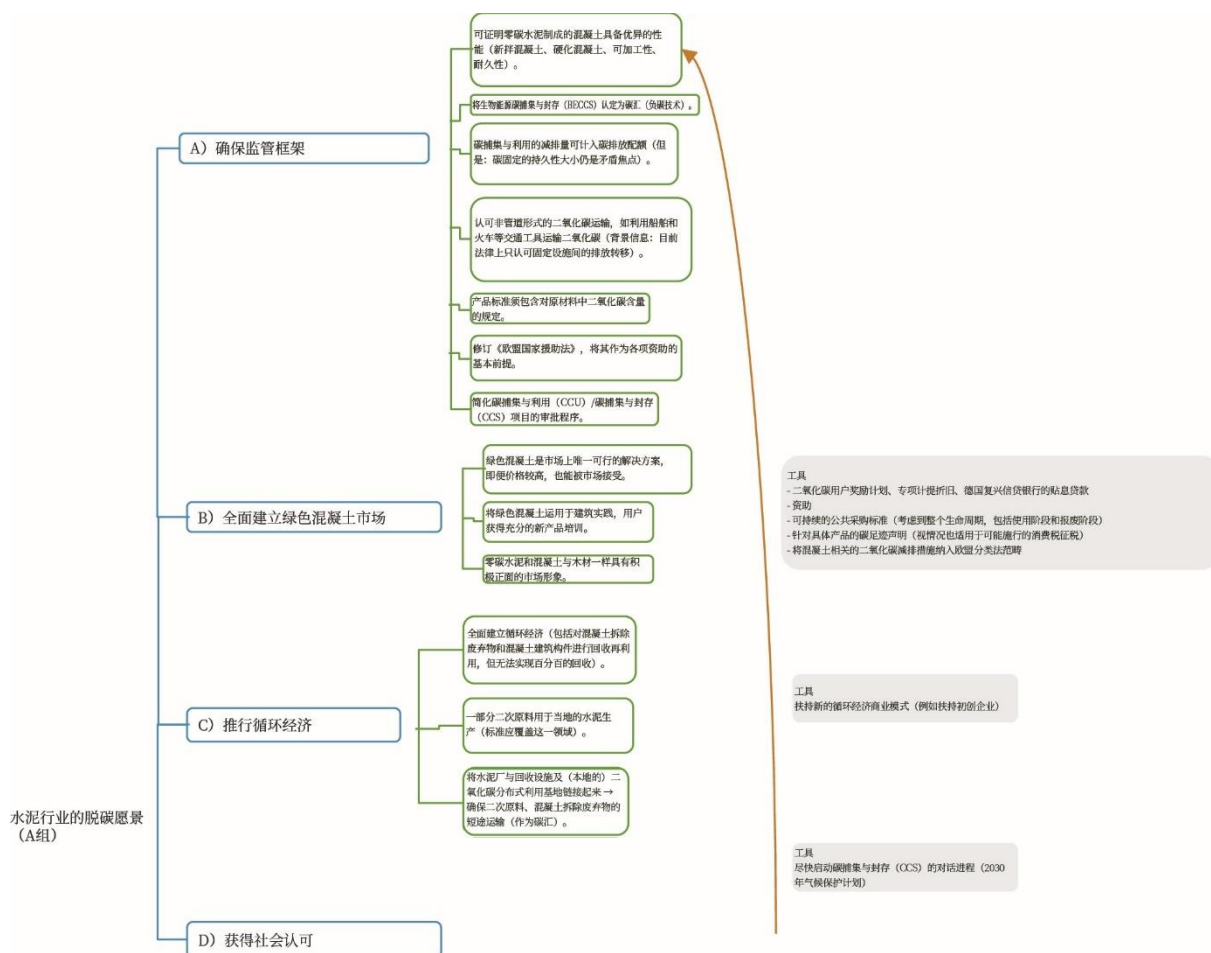 水泥行业的脱碳愿景
（A组）
A）确保监管框架
可证明零碳水泥制成的混凝土具备优异的性
能（新拌混凝土、硬化混凝土、可加工性、
耐久性）。
将生物能源碳捕集与封存（BECCS）认定为碳汇（负碳技术）。
碳捕集与利用的减排量可计入碳排放配额（但
是：碳固定的持久性大小仍是矛盾焦点）。
认可非管道形式的二氧化碳运输，如利用船舶和
火车等交通工具运输二氧化碳（背景信息：目前
法律上只认可固定设施间的排放转移）。
产品标准须包含对原材料中二氧化碳含量
的规定。
修订《欧盟国家援助法》，将其作为各项资助的
基本前提。
简化碳捕集与利用（CCU）/碳捕集与封存
（CCS）项目的审批程序。
B）全面建立绿色混凝土市场
绿色混凝土是市场上唯一可行的解决方案，
即便价格较高，也能被市场接受。
将绿色混凝土运用于建筑实践，用户
获得充分的新产品培训。
零碳水泥和混凝土与木材一样具有积
极正面的市场形象。
工具
- 二氧化碳用户奖励计划、专项计提折旧、德国复兴信贷银行的贴息贷款
- 资助
- 可持续的公共采购标准（考虑到整个生命周期，包括使用阶段和报废阶段）
- 针对具体产品的碳足迹声明（视情况也适用于可能施行的消费税征税）
- 将混凝土相关的二氧化碳减排措施纳入欧盟分类法范畴
C）推行循环经济
全面建立循环经济（包括对混凝土拆除
废弃物和混凝土建筑构件进行回收再利
用，但无法实现百分百的回收）。
一部分二次原料用于当地的水泥生
产（标准应覆盖这一领域）。
将水泥厂与回收设施及（本地的）二
氧化碳分布式利用基地链接起来 →
确保二次原料、混凝土拆除废弃物的
短途运输（作为碳汇）。
工具
扶持新的循环经济商业模式（例如扶持初创企业）
工具
尽快启动碳捕集与封存（CCS）的对话进程（2030
年气候保护计划）
D）获得社会认可